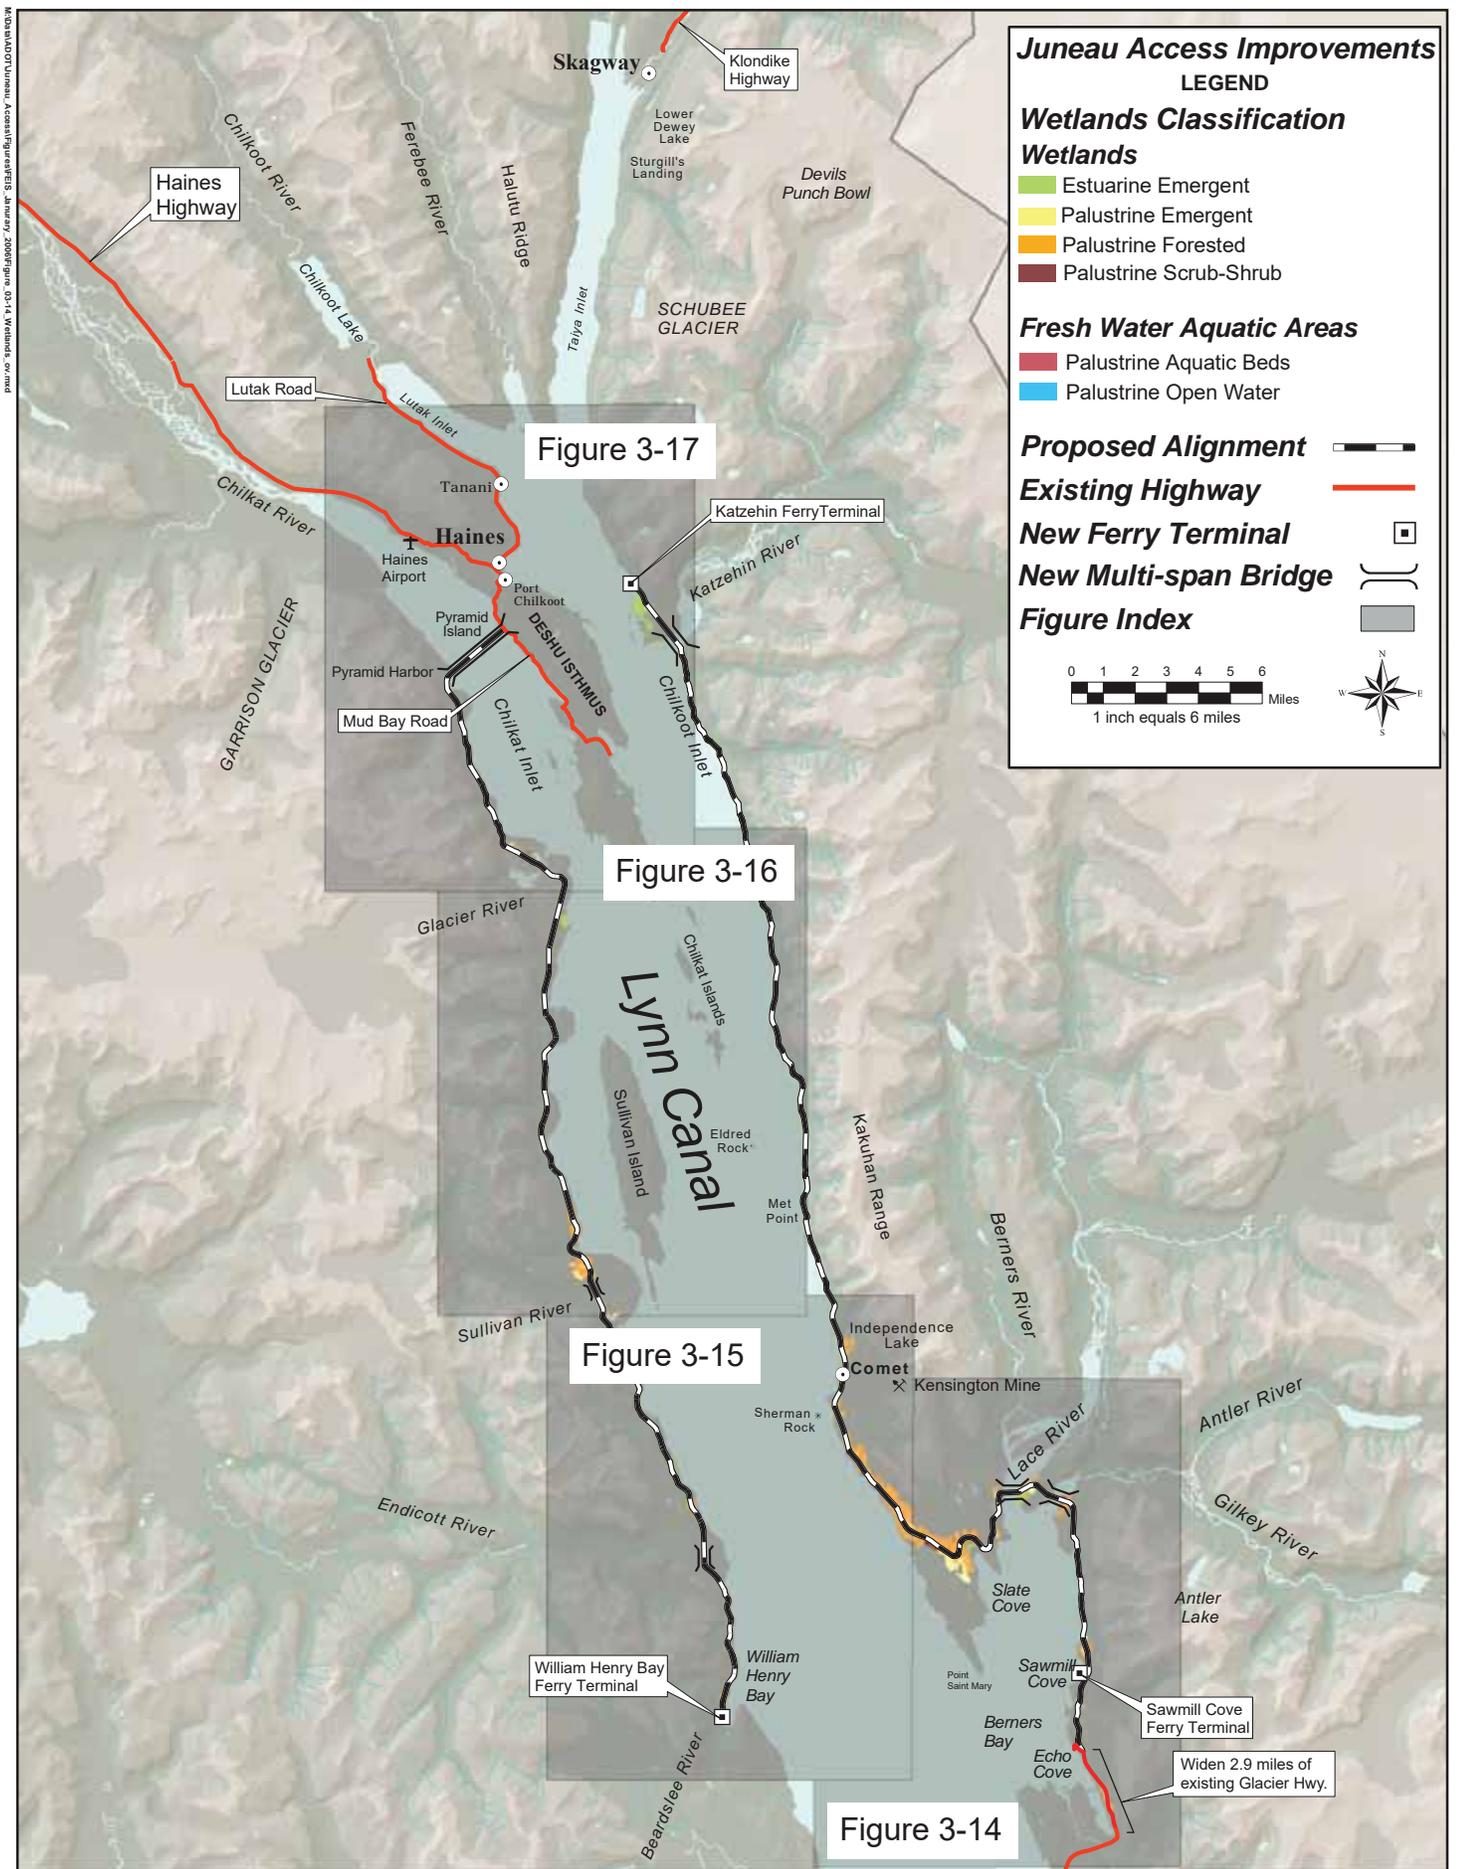 M:\Data\ADOT\Juneau_Access\Figures\FEIS_Janurary_2006\Figure_03-14_Wetlands_ov.mxd
Juneau Access Improvements
LEGEND
Wetlands Classification
Wetlands
Estuarine Emergent
Palustrine Emergent
Palustrine Forested
Palustrine Scrub-Shrub
Fresh Water Aquatic Areas
Palustrine Aquatic Beds
Palustrine Open Water
Proposed Alignment
Existing Highway
New Ferry Terminal
New Multi-span Bridge
Figure Index
0 1 2 3 4 5 6
Miles
1 inch equals 6 miles
N
W
E
S
Skagway
Klondike
Highway
Lower
Dewey
Lake
Sturgill's
Landing
Devils
Punch Bowl
Chilkoot River
Ferebee River
Halutu Ridge
Haines
Highway
Chilkoot Lake
Taiya Inlet
SCHUBEE
GLACIER
Lutak Road
Lutak Inlet
Figure 3-17
Tanani
Chilkat River
Katzehin FerryTerminal
Haines
Haines
Airport
Katzehin River
Port
Chilkoot
Pyramid
Island
DESHU ISTHMUS
GARRISON GLACIER
Pyramid Harbor
Mud Bay Road
Chilkat Inlet
Chilkoot Inlet
Figure 3-16
Glacier River
Chilkat Islands
Lynn Canal
Sullivan Island
Eldred
Rock
Kakuhan Range
Met
Point
Berners River
Sullivan River
Independence
Lake
Figure 3-15
Comet
Kensington Mine
Sherman
Rock
Lace River
Antler River
Endicott River
Gilkey River
Slate
Cove
Antler
Lake
William Henry Bay
Ferry Terminal
William
Henry
Bay
Point
Saint Mary
Sawmill
Cove
Sawmill Cove
Ferry Terminal
Berners
Bay
Echo
Cove
Widen 2.9 miles of
existing Glacier Hwy.
Beardslee River
Figure 3-14